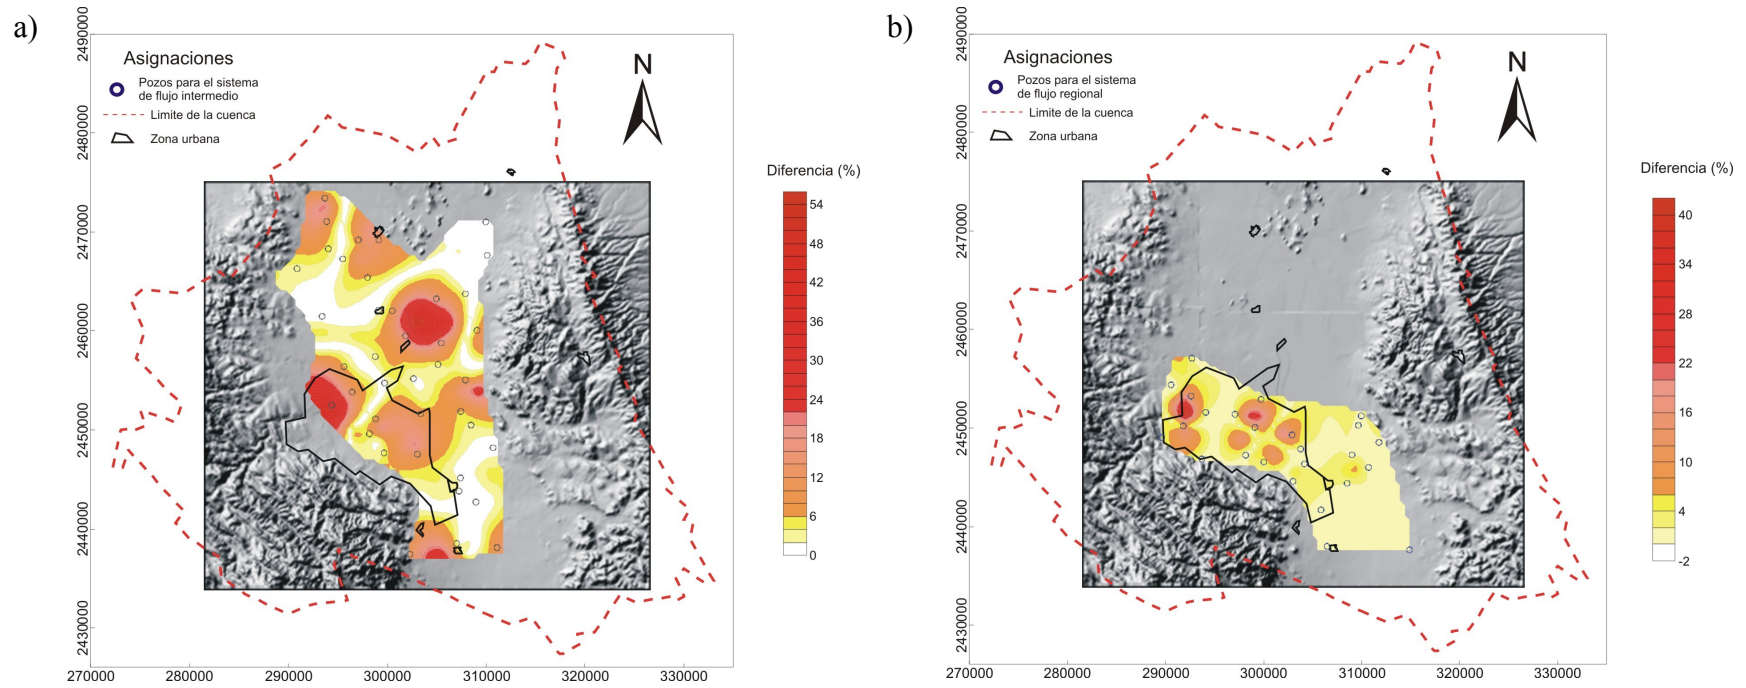 a)
Asignaciones
Pozos para el sistema
de flujo intermedio
Limite de la cuenca
Zona urbana
N
Diferencia (%)
54
48
42
36
30
24
18
12
6
0
2490000
2480000
2470000
2460000
2450000
2440000
2430000
270000 280000 290000 300000 310000 320000 330000
b)
Asignaciones
Pozos para el sistema
de flujo regional
Limite de la cuenca
Zona urbana
N
Diferencia (%)
40
34
28
22
16
10
4
-2
2490000
2480000
2470000
2460000
2450000
2440000
2430000
270000 280000 290000 300000 310000 320000 330000